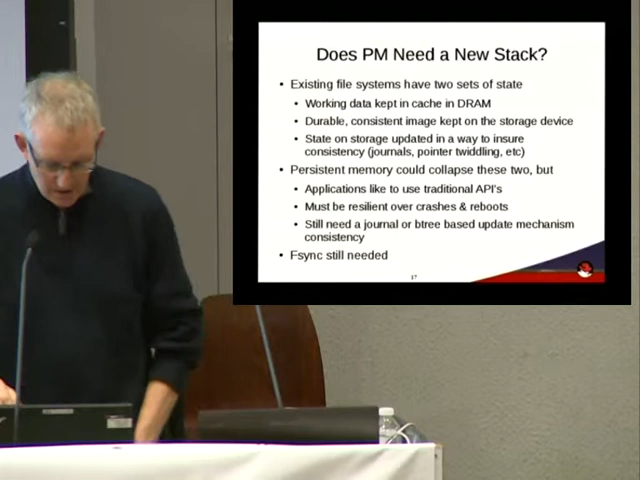 Does PM Need a New Stack?
• Existing file systems have two sets of state
• Working data kept in cache in DRAM
• Durable, consistent image kept on the storage device
• State on storage updated in a way to insure
consistency (journals, pointer twiddling, etc)
• Persistent memory could collapse these two, but
• Applications like to use traditional API's
• Must be resilient over crashes & reboots
• Still need a journal or btree based update mechanism
consistency
• Fsync still needed
17